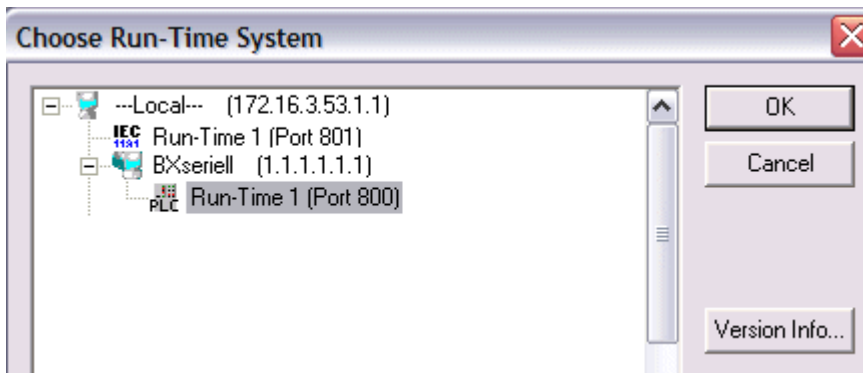 Choose Run-Time System
---Local--- (172.16.3.53.1.1)
OK
IEC
1131
Run-Time 1 (Port 801)
BXseriell (1.1.1.1.1.1)
Cancel
PLC
Run-Time 1 (Port 800)
Version Info...